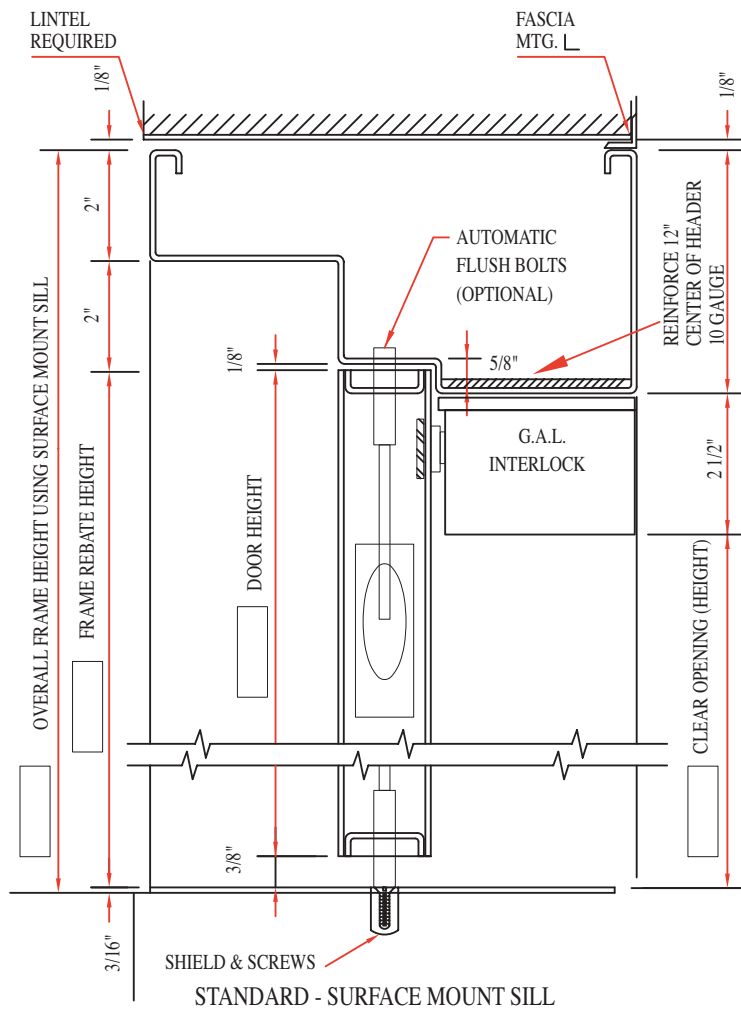 LINTEL
REQUIRED
FASCIA
MTG. L
1/8"
1/8"
2"
2"
AUTOMATIC
FLUSH BOLTS
(OPTIONAL)
REINFORCE 12"
CENTER OF HEADER
10 GAUGE
1/8"
5/8"
G.A.L.
INTERLOCK
2 1/2"
OVERALL FRAME HEIGHT USING SURFACE MOUNT SILL
FRAME REBATE HEIGHT
DOOR HEIGHT
CLEAR OPENING (HEIGHT)
3/8"
3/16"
SHIELD & SCREWS
STANDARD - SURFACE MOUNT SILL